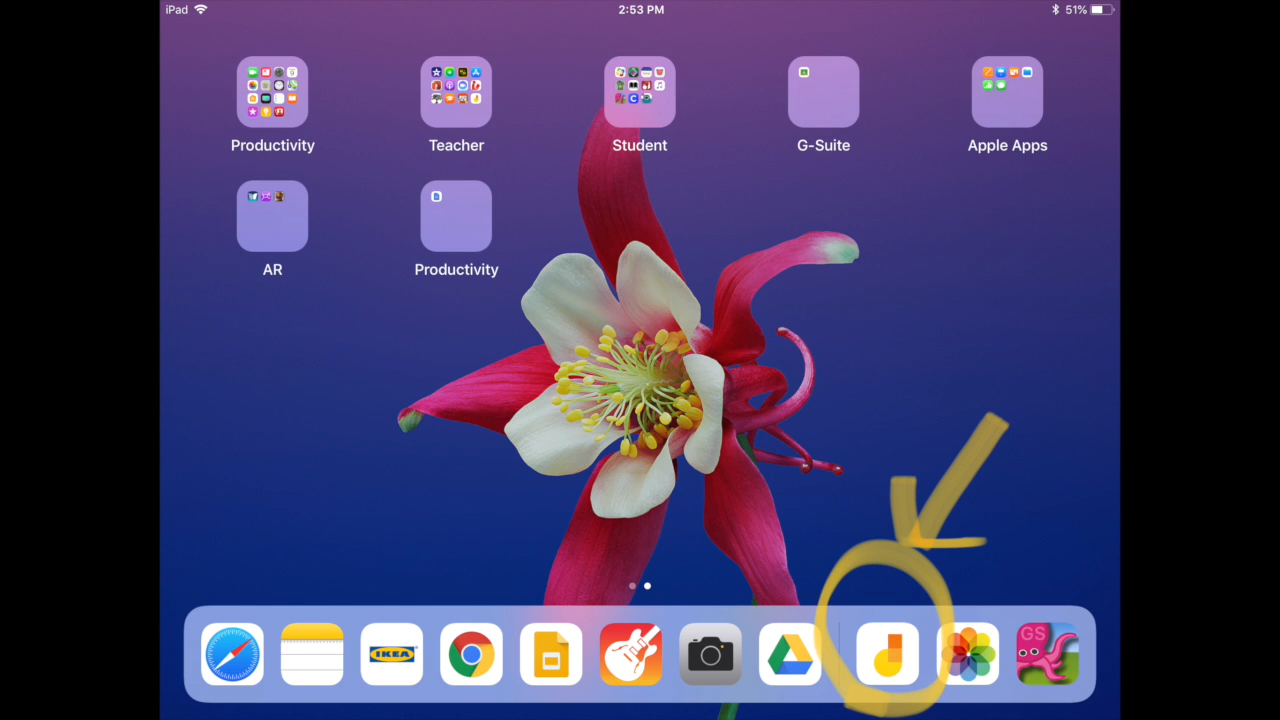 iPad 2:53 PM 51%
Productivity Teacher Student G-Suite Apple Apps
AR Productivity
IKEA GS